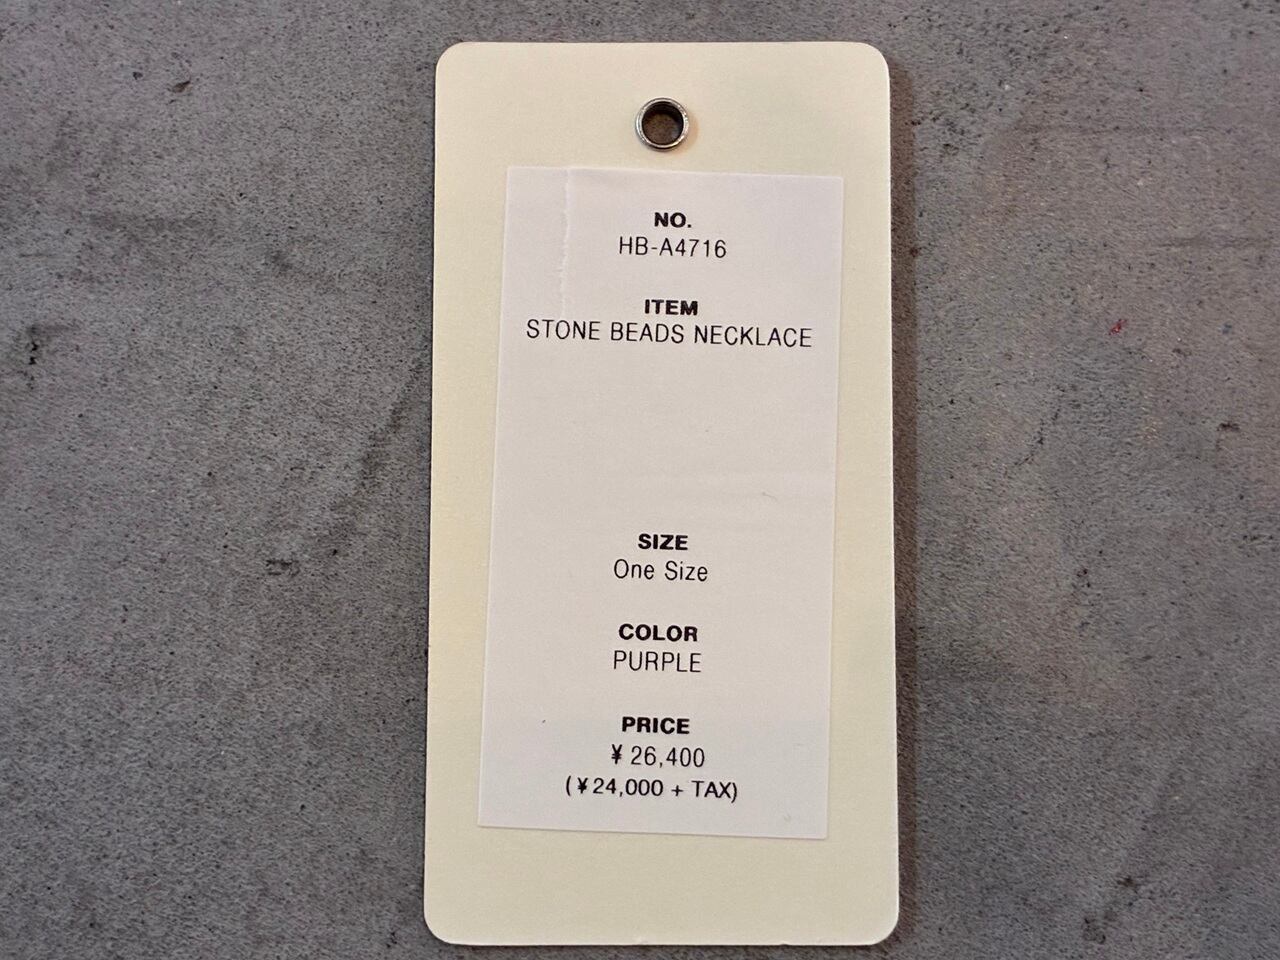 NO.
HB-A4716
ITEM
STONE BEADS NECKLACE
SIZE
One Size
COLOR
PURPLE
PRICE
¥ 26,400
(¥24,000 + TAX)